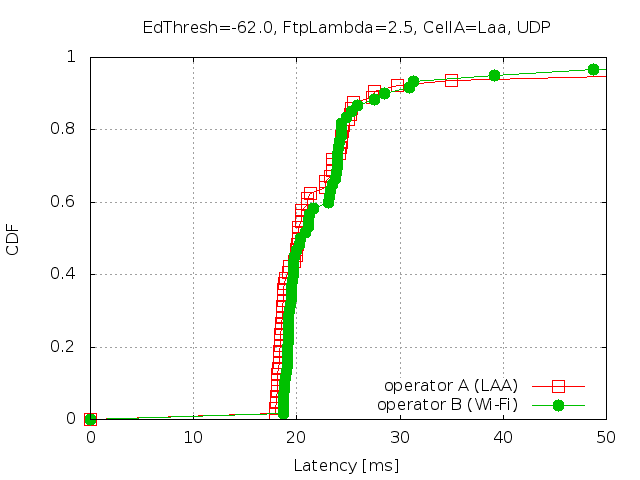 EdThresh=-62.0, FtpLambda=2.5, CellA=Laa, UDP
1
0.8
0.6
0.4
0.2
0
CDF
operator A (LAA)
operator B (Wi-Fi)
0 10 20 30 40 50
Latency [ms]